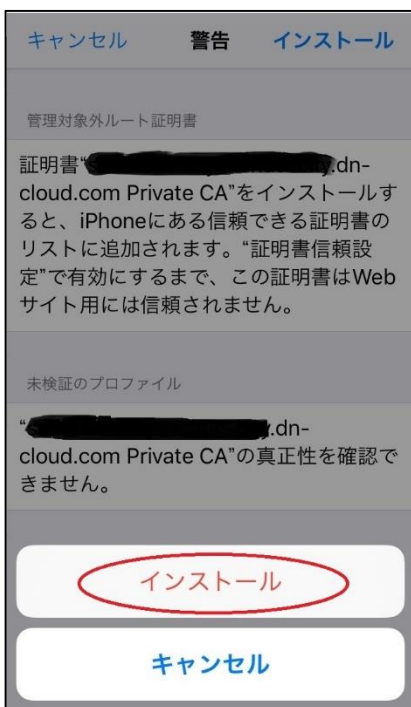 キャンセル 警告 インストール
管理対象外ルート証明書
証明書“ .dn-
cloud.com Private CA”をインストールす
ると、iPhoneにある信頼できる証明書の
リストに追加されます。“証明書信頼設
定”で有効にするまで、この証明書はWeb
サイト用には信頼されません。
未検証のプロファイル
“ .dn-
cloud.com Private CA”の真正性を確認で
きません。
インストール
キャンセル